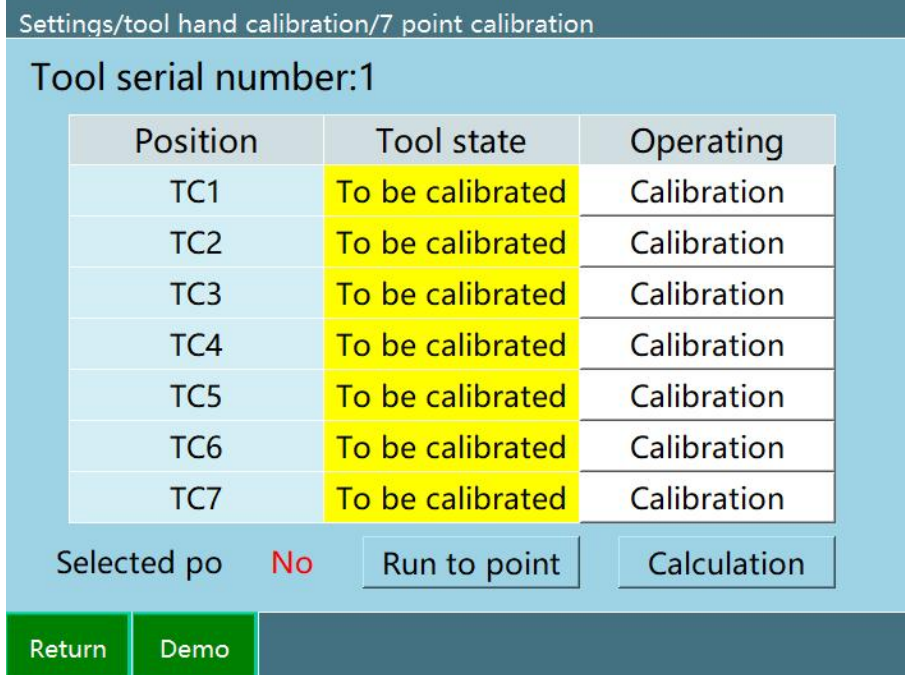 Settings/tool hand calibration/7 point calibration
Tool serial number:1
Position Tool state Operating
TC1 To be calibrated Calibration
TC2 To be calibrated Calibration
TC3 To be calibrated Calibration
TC4 To be calibrated Calibration
TC5 To be calibrated Calibration
TC6 To be calibrated Calibration
TC7 To be calibrated Calibration
Selected po No Run to point Calculation
Return Demo